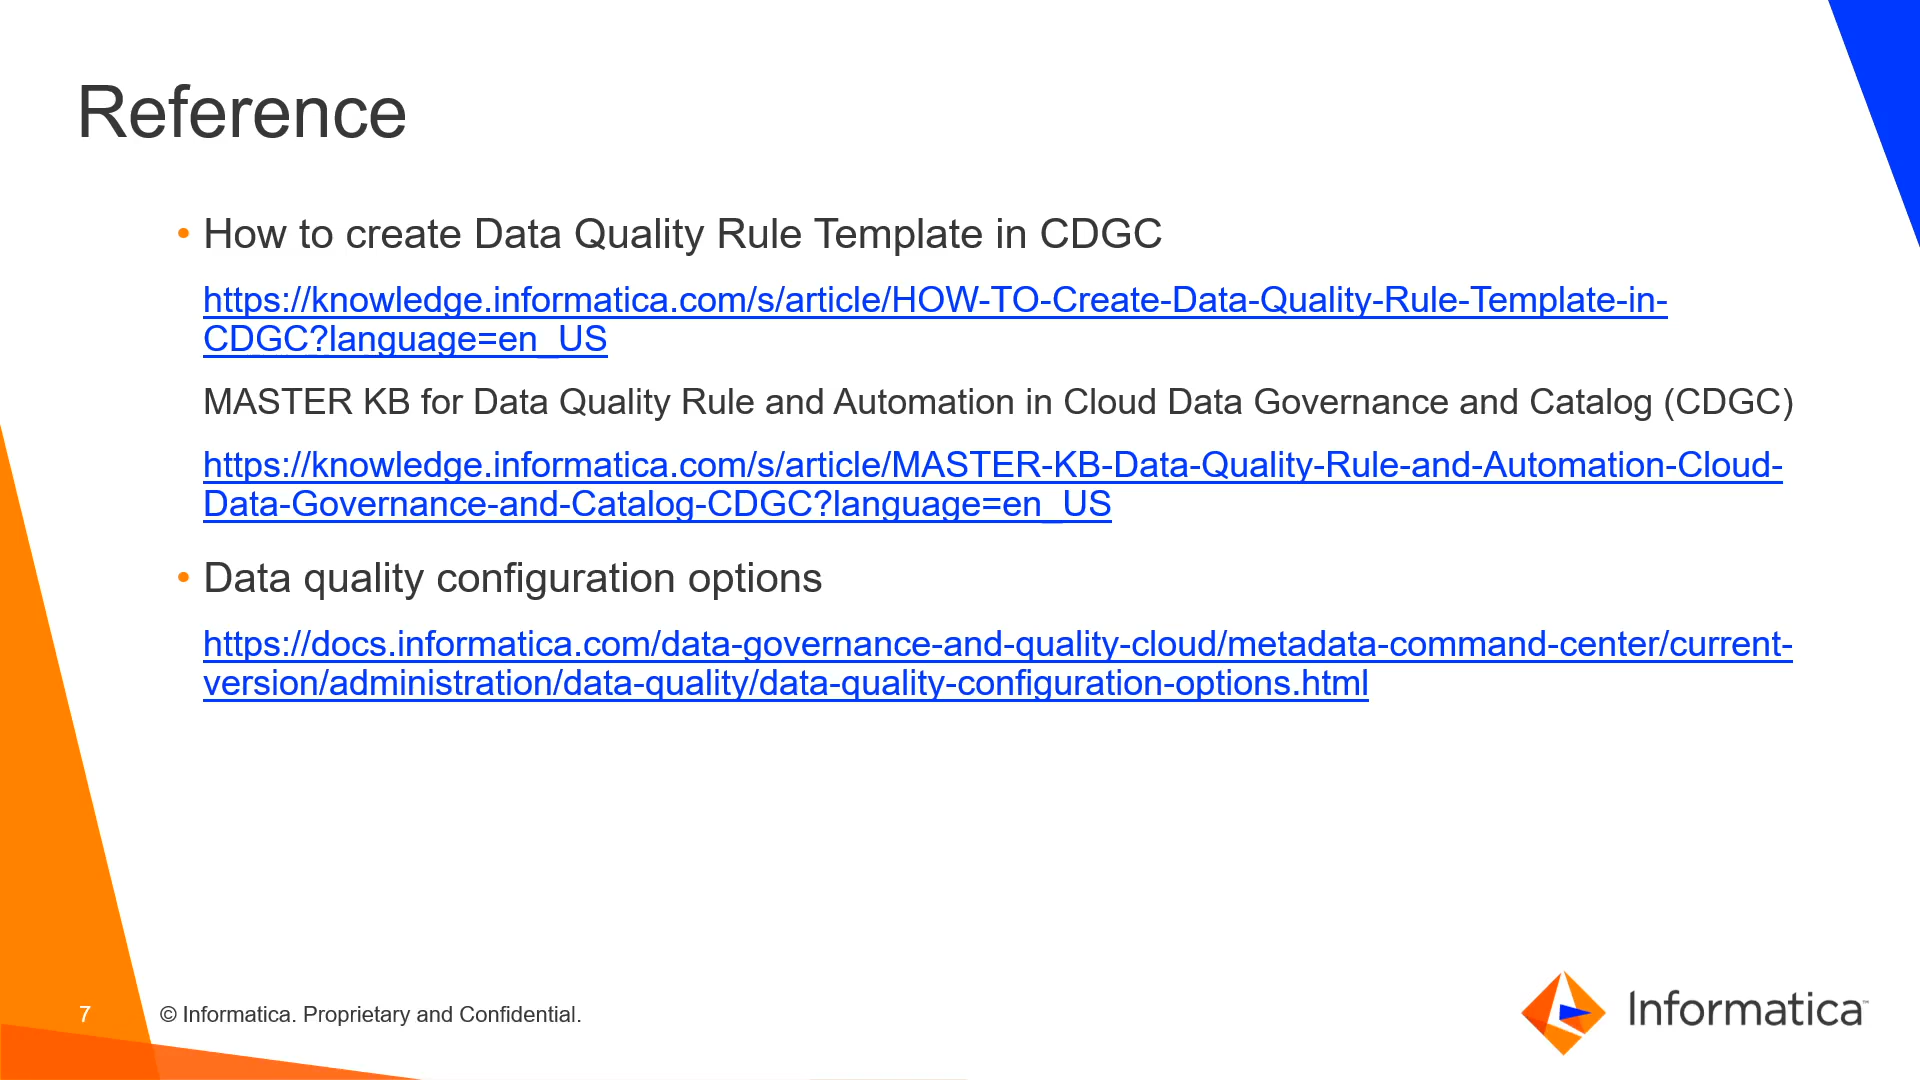 Reference
• How to create Data Quality Rule Template in CDGC
https://knowledge.informatica.com/s/article/HOW-TO-Create-Data-Quality-Rule-Template-in-
CDGC?language=en_US
MASTER KB for Data Quality Rule and Automation in Cloud Data Governance and Catalog (CDGC)
https://knowledge.informatica.com/s/article/MASTER-KB-Data-Quality-Rule-and-Automation-Cloud-
Data-Governance-and-Catalog-CDGC?language=en_US
• Data quality configuration options
https://docs.informatica.com/data-governance-and-quality-cloud/metadata-command-center/current-
version/administration/data-quality/data-quality-configuration-options.html
7 © Informatica. Proprietary and Confidential.
Informatica™